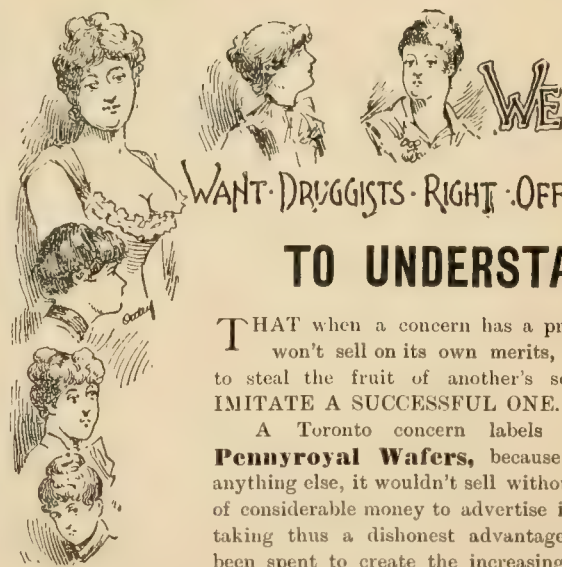 WE
WANT · DRUGGISTS · RIGHT · OFF
TO UNDERSTA
THAT when a concern has a pr
won't sell on its own merits,
to steal the fruit of another's s
IMITATE A SUCCESSFUL ONE.
A Toronto concern labels
Pennyroyal Wafers, because
anything else, it wouldn't sell witho
of considerable money to advertise i
taking thus a dishonest advantage
been spent to create the increasing